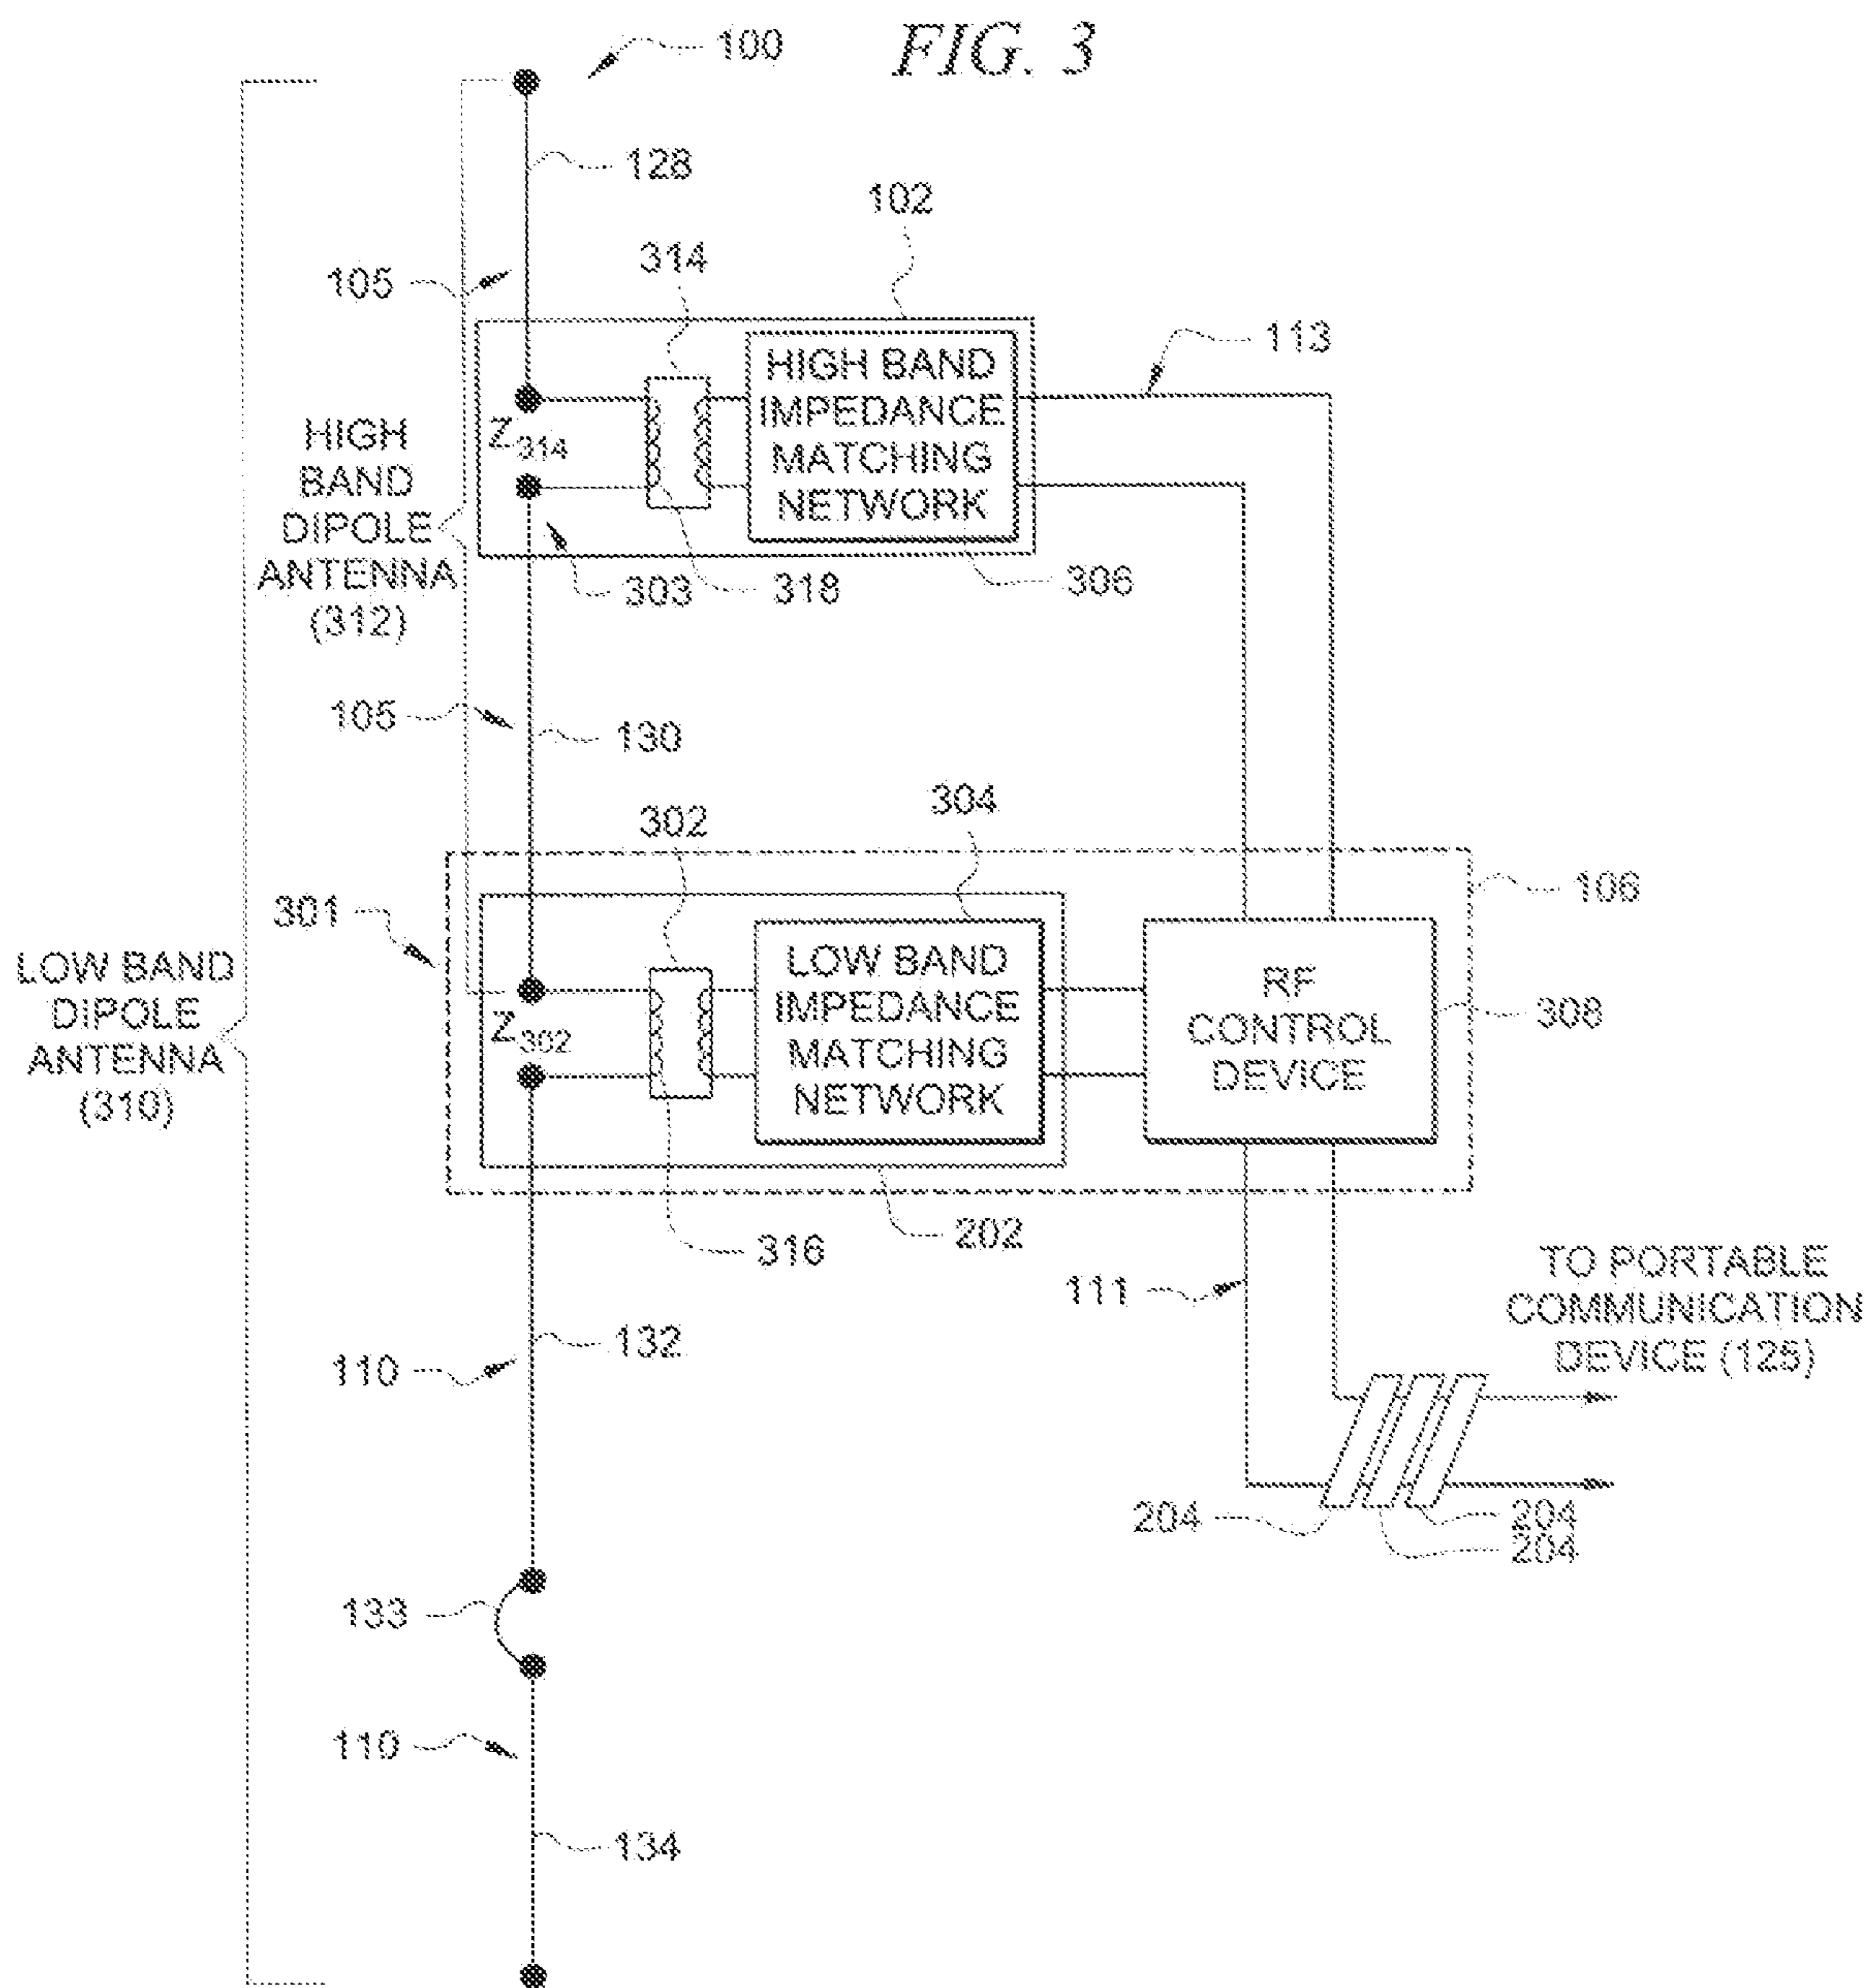 FIG. 3
100
128
102
314
105
113
HIGH BAND
IMPEDANCE
MATCHING
NETWORK
Z314
HIGH
BAND
DIPOLE
ANTENNA
(312)
303
318
306
105
130
304
302
106
301
LOW BAND
DIPOLE
ANTENNA
(310)
LOW BAND
IMPEDANCE
MATCHING
NETWORK
RF
CONTROL
DEVICE
308
Z302
316
202
111
TO PORTABLE
COMMUNICATION
DEVICE (125)
132
110
204
204
204
133
110
134